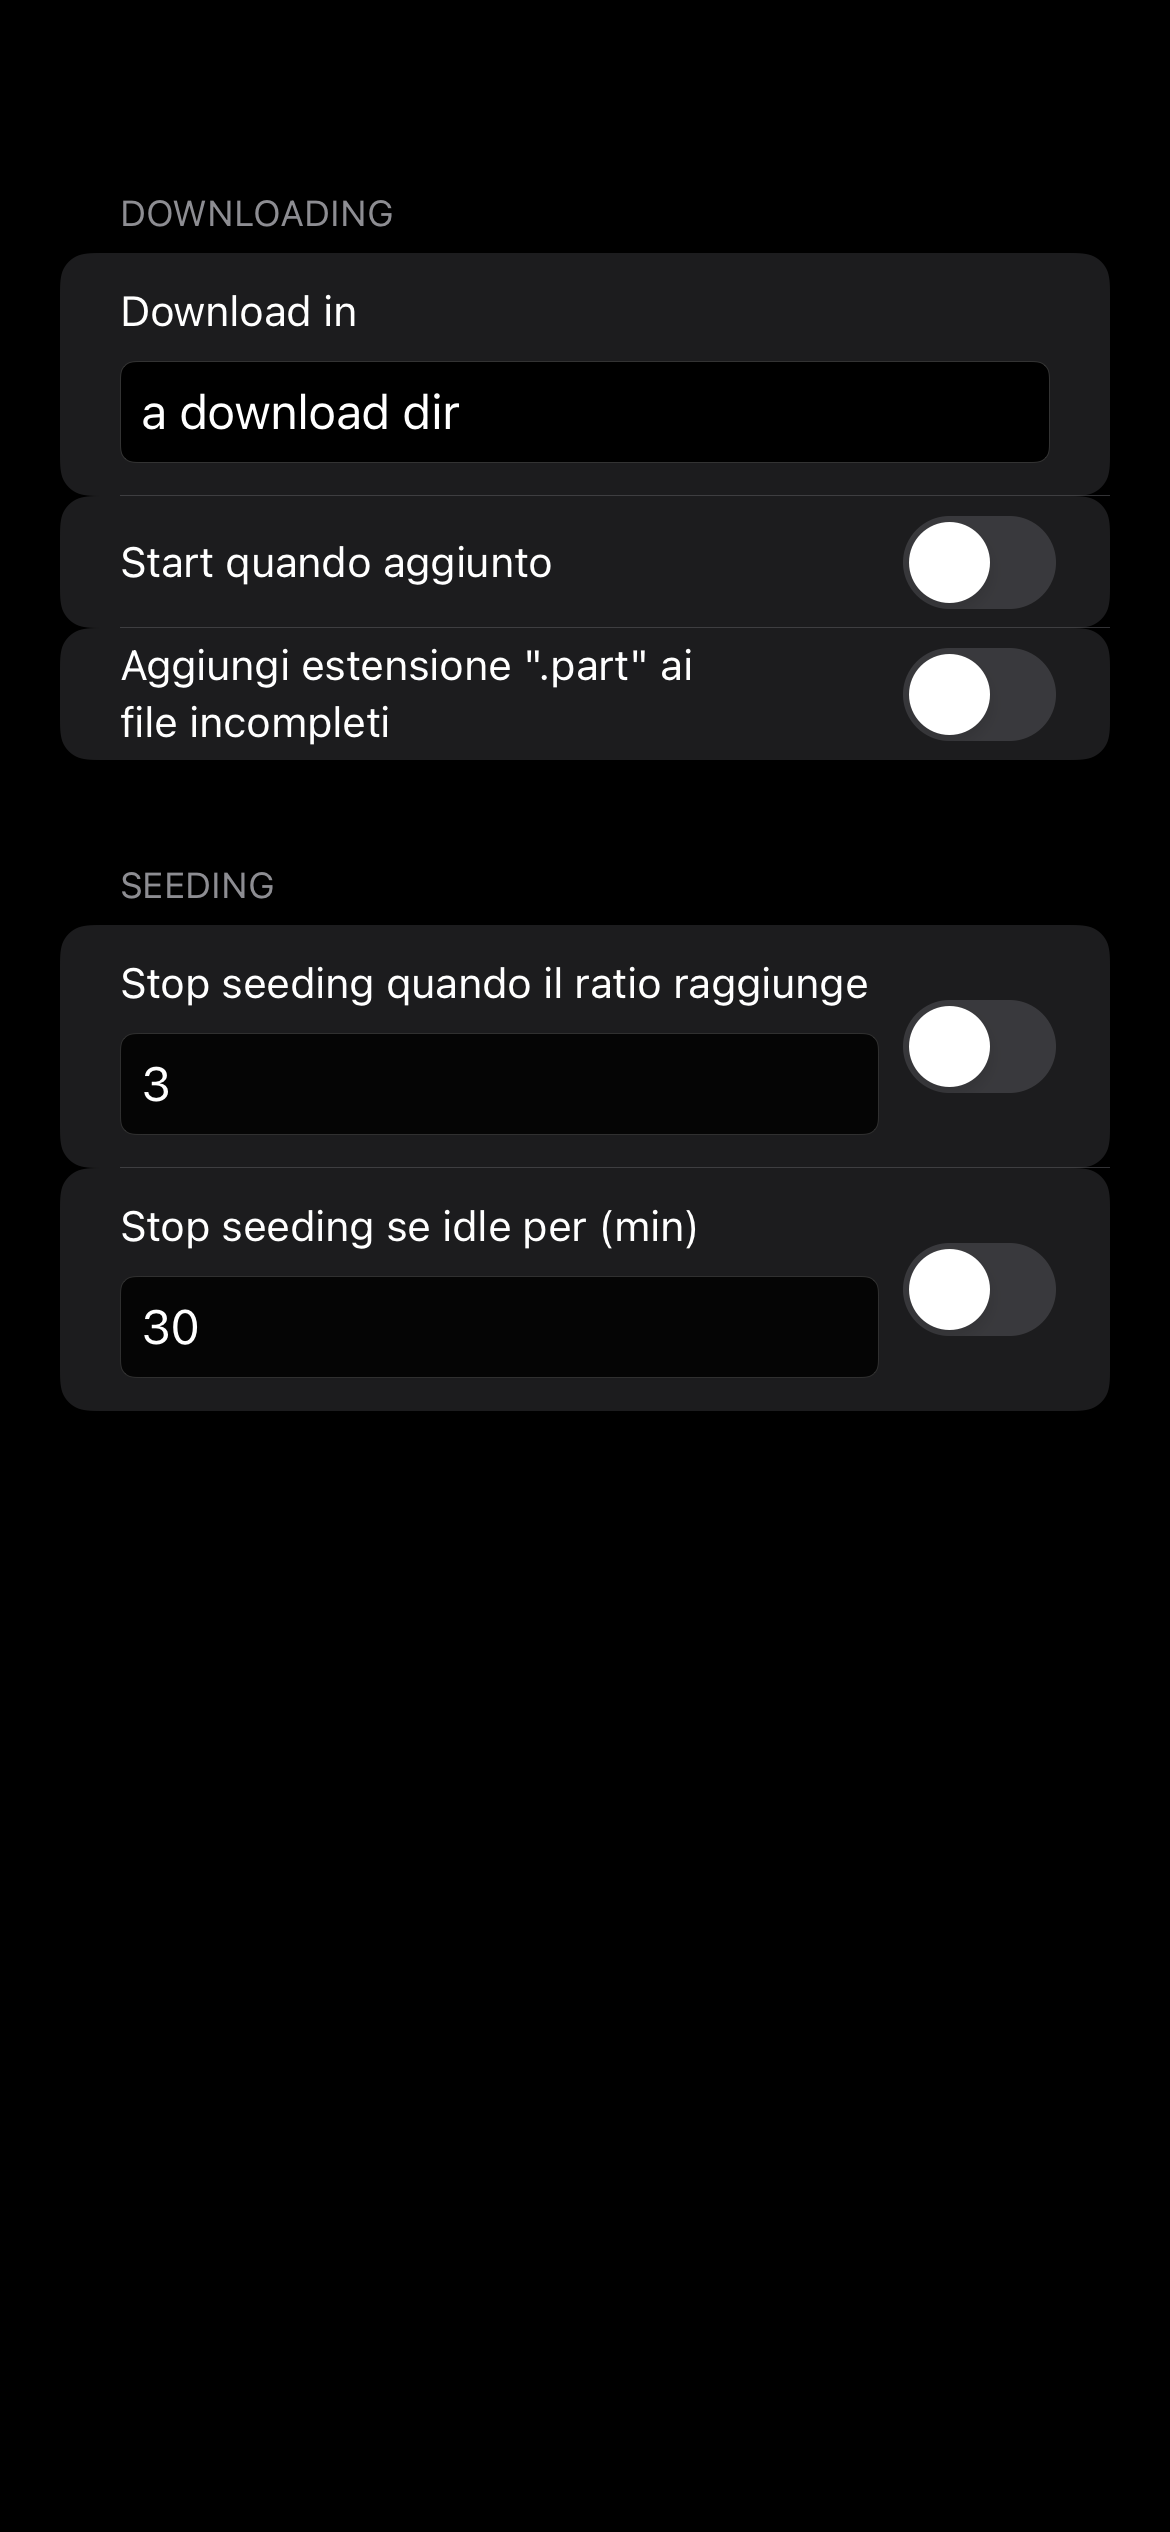 DOWNLOADING
Download in
a download dir
Start quando aggiunto
Aggiungi estensione ".part" ai
file incompleti
SEEDING
Stop seeding quando il ratio raggiunge
3
Stop seeding se idle per (min)
30